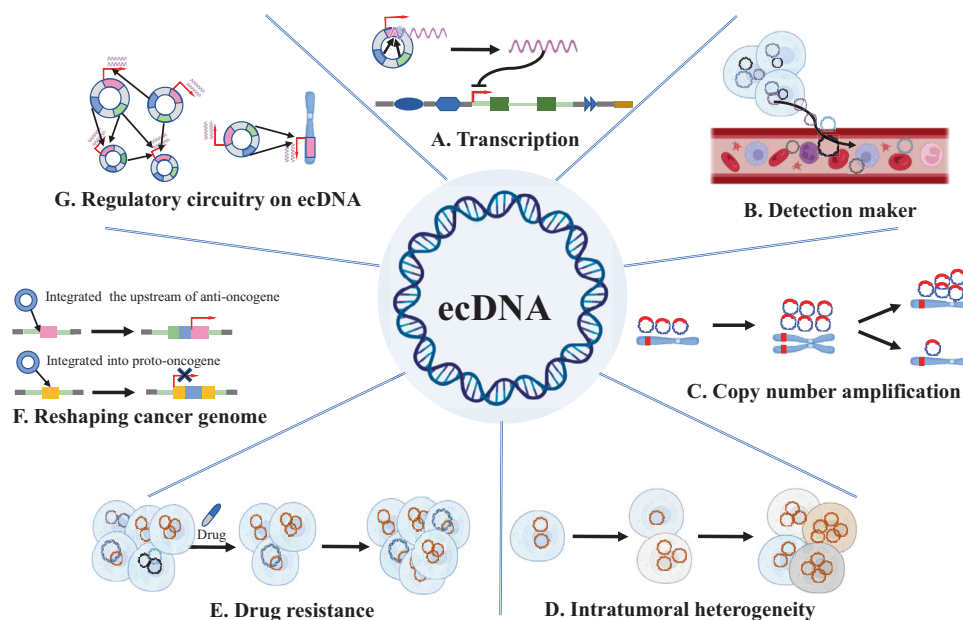 A. Transcription
B. Detection maker
G. Regulatory circuitry on ecDNA
ecDNA
Integrated the upstream of anti-oncogene
Integrated into proto-oncogene
F. Reshaping cancer genome
C. Copy number amplification
Drug
E. Drug resistance
D. Intratumoral heterogeneity